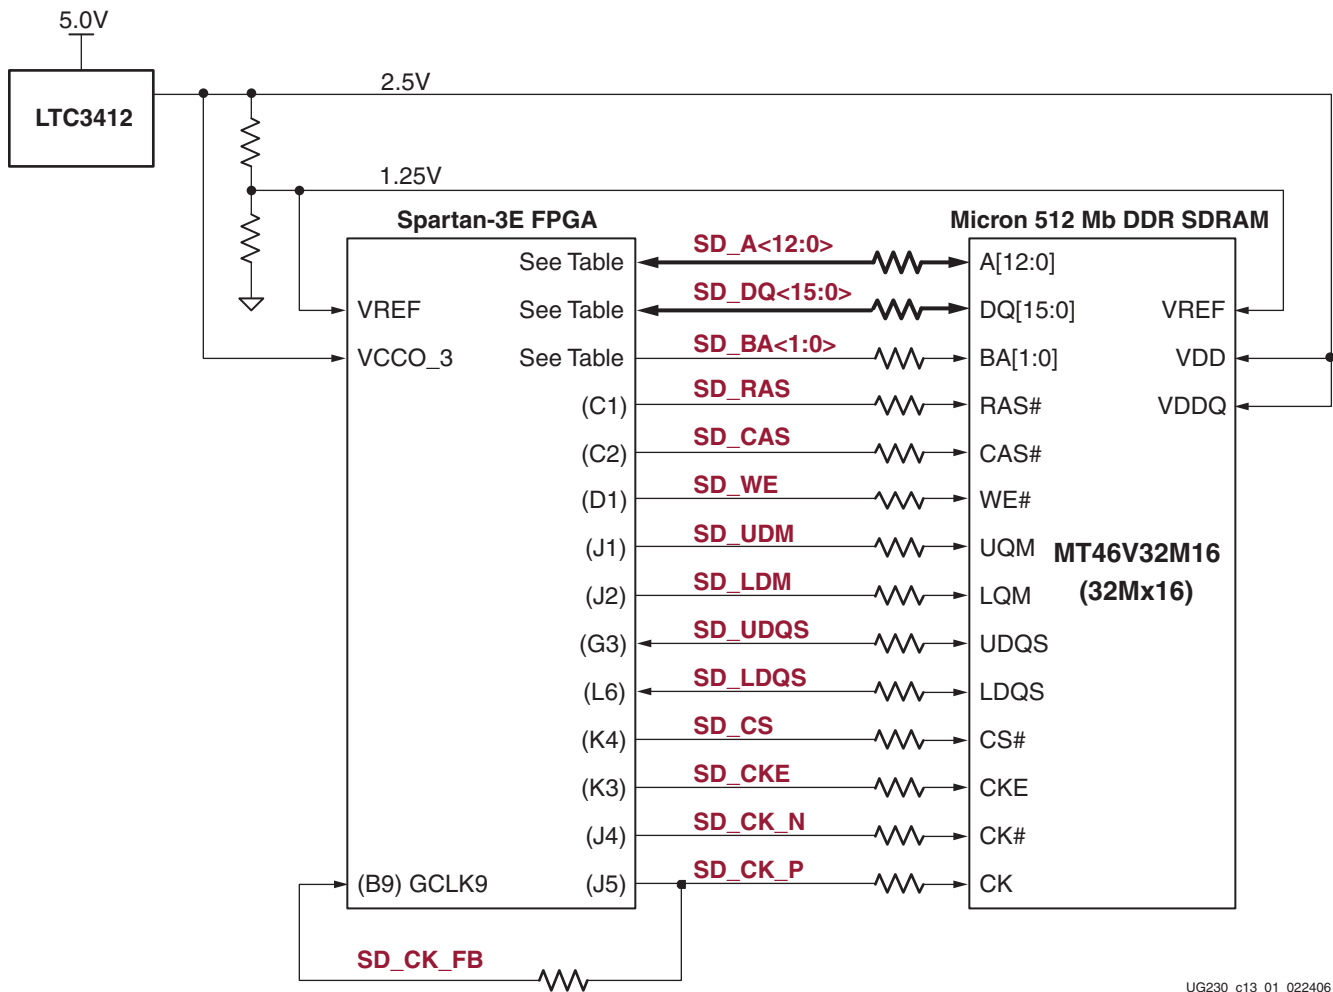 5.0V
LTC3412
2.5V
1.25V
Spartan-3E FPGA
Micron 512 Mb DDR SDRAM
See Table
SD_A<12:0>
A[12:0]
VREF
See Table
SD_DQ<15:0>
DQ[15:0]
VREF
VCCO_3
See Table
SD_BA<1:0>
BA[1:0]
VDD
(C1)
SD_RAS
RAS#
VDDQ
(C2)
SD_CAS
CAS#
(D1)
SD_WE
WE#
(J1)
SD_UDM
UQM
MT46V32M16
(32Mx16)
(J2)
SD_LDM
LQM
(G3)
SD_UDQS
UDQS
(L6)
SD_LDQS
LDQS
(K4)
SD_CS
CS#
(K3)
SD_CKE
CKE
(J4)
SD_CK_N
CK#
(B9) GCLK9
(J5)
SD_CK_P
CK
SD_CK_FB
UG230_c13_01_022406